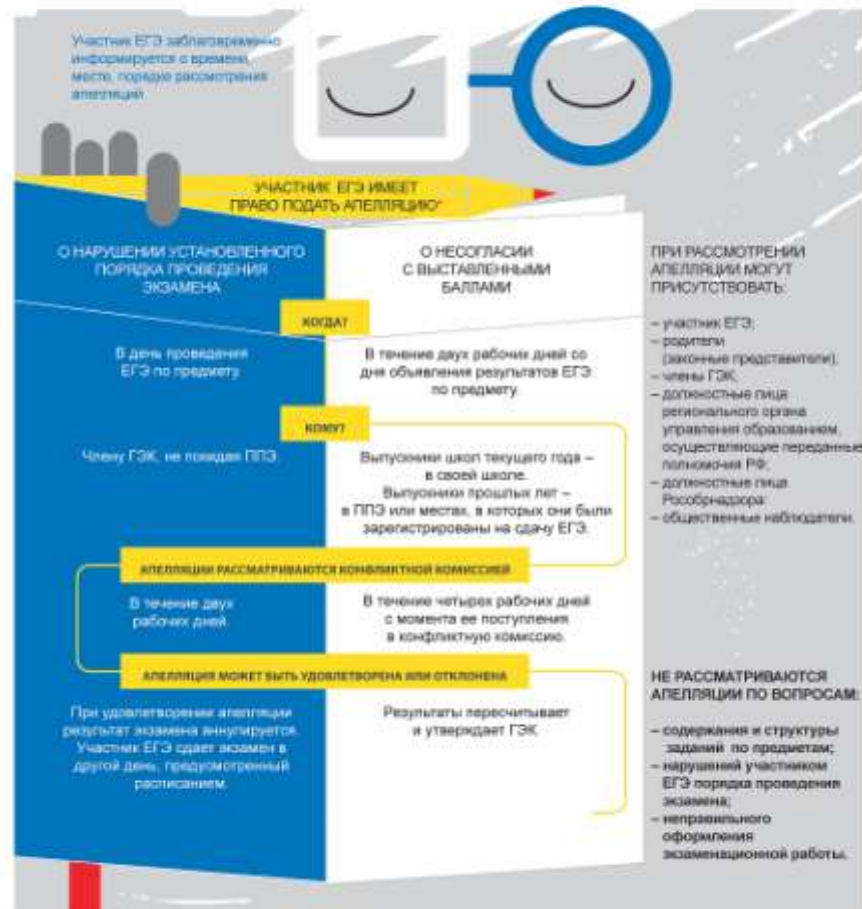 Участник ЕГЭ заблаговременно
информируется о времени,
месте, порядке рассмотрения
апелляций
УЧАСТНИК ЕГЭ ИМЕЕТ
ПРАВО ПОДАТЬ АПЕЛЛЯЦИЮ*
О НАРУШЕНИИ УСТАНОВЛЕННОГО
ПОРЯДКА ПРОВЕДЕНИЯ
ЭКЗАМЕНА
О НЕСОГЛАСИИ
С ВЫСТАВЛЕННЫМИ
БАЛЛАМИ
КОГДА?
В день проведения
ЕГЭ по предмету.
В течение двух рабочих дней со
дня объявления результатов ЕГЭ
по предмету.
КОМУ?
Члену ГЭК, не покидая ППЭ.
Выпускники школ текущего года –
в своей школе.
Выпускники прошлых лет –
в ППЭ или местах, в которых они были
зарегистрированы на сдачу ЕГЭ.
АПЕЛЛЯЦИИ РАССМАТРИВАЮТСЯ КОНФЛИКТНОЙ КОМИССИЕЙ
В течение двух
рабочих дней.
В течение четырех рабочих дней
с момента ее поступления
в конфликтную комиссию.
АПЕЛЛЯЦИЯ МОЖЕТ БЫТЬ УДОВЛЕТВОРЕНА ИЛИ ОТКЛОНЕНА
При удовлетворении апелляции
результат экзамена аннулируется.
Участник ЕГЭ сдает экзамен в
другой день, предусмотренный
расписанием.
Результаты пересчитывает
и утверждает ГЭК.
ПРИ РАССМОТРЕНИИ
АПЕЛЛЯЦИИ МОГУТ
ПРИСУТСТВОВАТЬ:
– участник ЕГЭ;
– родители
(законные представители);
– члены ГЭК;
– должностные лица
регионального органа
управления образованием,
осуществляющие переданные
полномочия РФ;
– должностные лица
Рособрнадзора
– общественные наблюдатели.
НЕ РАССМАТРИВАЮТСЯ
АПЕЛЛЯЦИИ ПО ВОПРОСАМ:
– содержания и структуры
заданий по предметам;
– нарушений участником
ЕГЭ порядка проведения
экзамена;
– неправильного
оформления
экзаменационной работы.